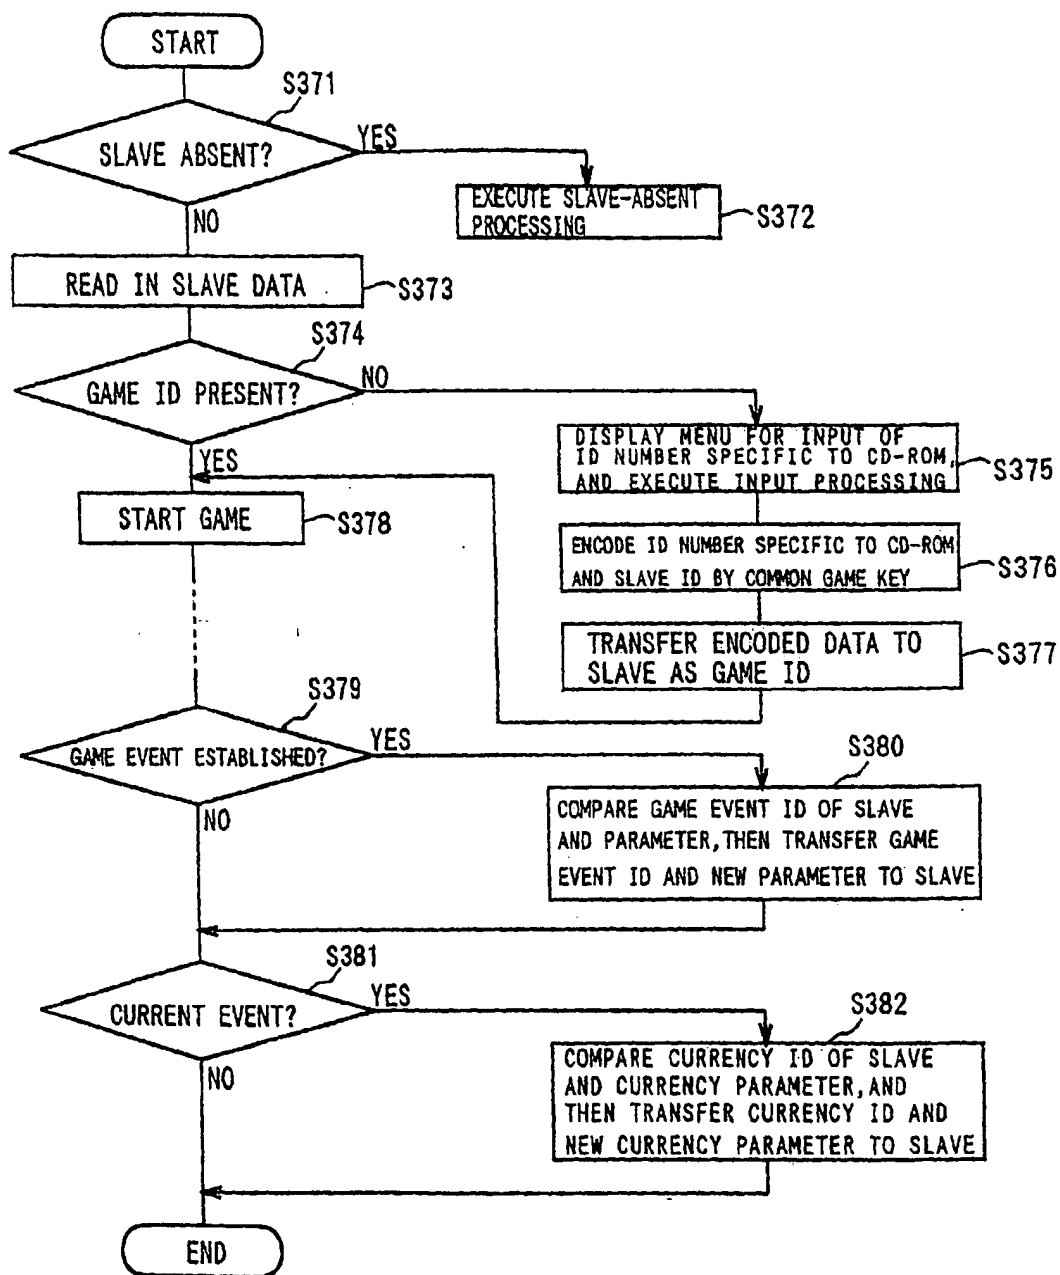 START
S371
SLAVE ABSENT?
YES
EXECUTE SLAVE-ABSENT
PROCESSING
S372
NO
READ IN SLAVE DATA
S373
S374
GAME ID PRESENT?
NO
DISPLAY MENU FOR INPUT OF
ID NUMBER SPECIFIC TO CD-ROM,
AND EXECUTE INPUT PROCESSING
S375
YES
START GAME
S378
ENCODE ID NUMBER SPECIFIC TO CD-ROM
AND SLAVE ID BY COMMON GAME KEY
S376
TRANSFER ENCODED DATA TO
SLAVE AS GAME ID
S377
S379
GAME EVENT ESTABLISHED?
YES
S380
COMPARE GAME EVENT ID OF SLAVE
AND PARAMETER,THEN TRANSFER GAME
EVENT ID AND NEW PARAMETER TO SLAVE
NO
S381
CURRENT EVENT?
YES
S382
COMPARE CURRENCY ID OF SLAVE
AND CURRENCY PARAMETER,AND
THEN TRANSFER CURRENCY ID AND
NEW CURRENCY PARAMETER TO SLAVE
NO
END